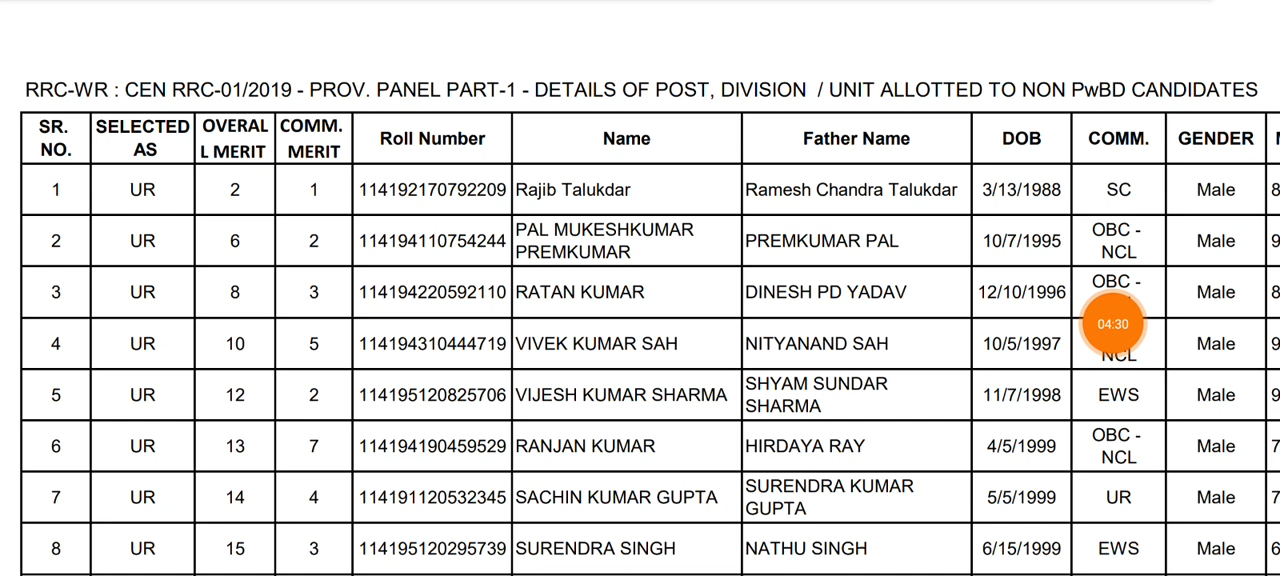 RRC-WR : CEN RRC-01/2019 - PROV. PANEL PART-1 - DETAILS OF POST, DIVISION / UNIT ALLOTTED TO NON PwBD CANDIDATES
SR. NO. SELECTED AS OVERAL L MERIT COMM. MERIT Roll Number Name Father Name DOB COMM. GENDER
1 UR 2 1 114192170792209 Rajib Talukdar Ramesh Chandra Talukdar 3/13/1988 SC Male 8
2 UR 6 2 114194110754244 PAL MUKESHKUMAR PREMKUMAR PREMKUMAR PAL 10/7/1995 OBC - NCL Male 9
3 UR 8 3 114194220592110 RATAN KUMAR DINESH PD YADAV 12/10/1996 OBC - Male 8
04:30
4 UR 10 5 114194310444719 VIVEK KUMAR SAH NITYANAND SAH 10/5/1997 NCL Male 9
5 UR 12 2 114195120825706 VIJESH KUMAR SHARMA SHYAM SUNDAR SHARMA 11/7/1998 EWS Male 9
6 UR 13 7 114194190459529 RANJAN KUMAR HIRDAYA RAY 4/5/1999 OBC - NCL Male 7
7 UR 14 4 114191120532345 SACHIN KUMAR GUPTA SURENDRA KUMAR GUPTA 5/5/1999 UR Male 7
8 UR 15 3 114195120295739 SURENDRA SINGH NATHU SINGH 6/15/1999 EWS Male 6